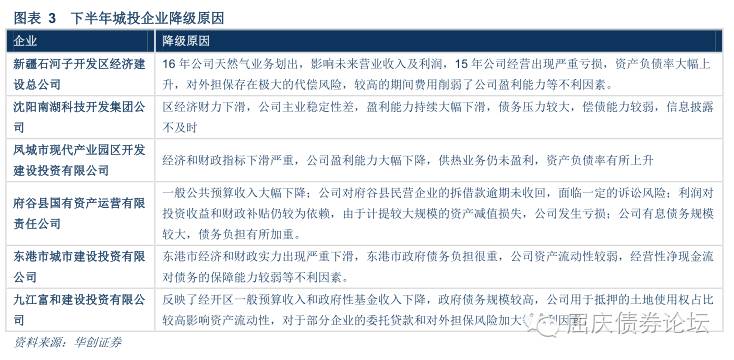 图表 3 下半年城投企业降级原因
企业 降级原因
新疆石河子开发区经济建
设总公司
16 年公司天然气业务划出，影响未来营业收入及利润，15 年公司经营出现严重亏损，资产负债率大幅上
升，对外担保存在极大的代偿风险，较高的期间费用削弱了公司盈利能力等不利因素。
沈阳南湖科技开发集团公
司
区经济财力下滑，公司主业稳定性差，盈利能力持续大幅下滑，债务压力较大，偿债能力较弱，信息披露
不及时
凤城市现代产业园区开发
建设投资有限公司
经济和财政指标下滑严重，公司盈利能力大幅下降，供热业务仍未盈利，资产负债率有所上升
府谷县国有资产运营有限
责任公司
一般公共预算收入大幅下降；公司对府谷县民营企业的拆借款逾期未收回，面临一定的诉讼风险；利润对
投资收益和财政补贴仍较为依赖，由于计提较大规模的资产减值损失，公司发生亏损；公司有息债务规模
较大，债务负担有所加重。
东港市城市建设投资有限
公司
东港市经济和财政实力出现严重下滑，东港市政府债务负担很重，公司资产流动性较弱，经营性净现金流
对债务的保障能力较弱等不利因素。
九江富和建设投资有限公
司
反映了经开区一般预算收入和政府性基金收入下降，政府债务规模较高，公司用于抵押的土地使用权占比
较高影响资产流动性，对于部分企业的委托贷款和对外担保风险加大等不利因素
资料来源：华创证券
屈庆债券论坛